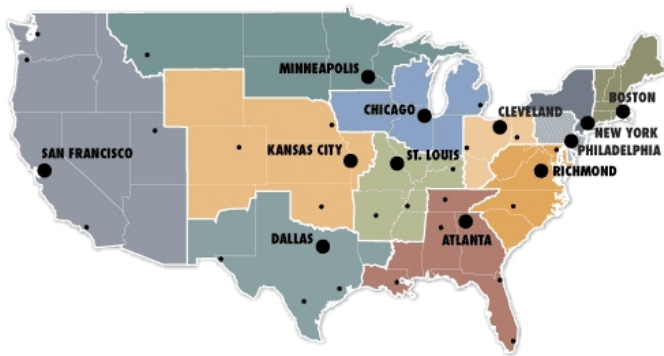 MINNEAPOLIS
BOSTON
CHICAGO
CLEVELAND
NEW YORK
PHILADELPHIA
SAN FRANCISCO
KANSAS CITY
ST. LOUIS
RICHMOND
DALLAS
ATLANTA